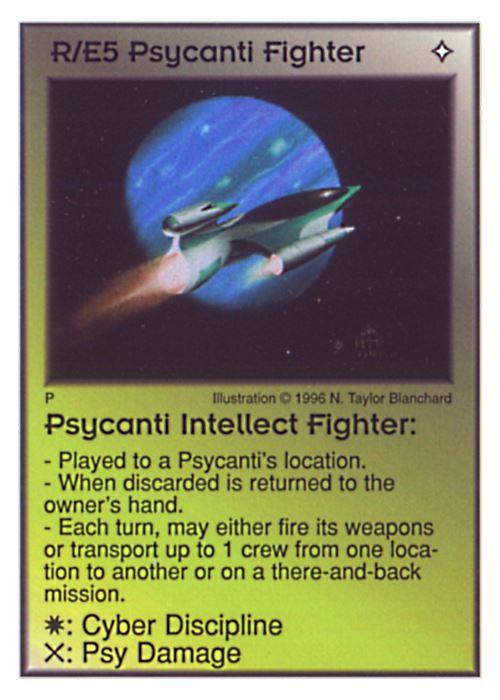 R/E5 Psycanti Fighter
P
Illustration © 1996 N. Taylor Blanchard
Psycanti Intellect Fighter:
- Played to a Psycanti's location.
- When discarded is returned to the
owner's hand.
- Each turn, may either fire its weapons
or transport up to 1 crew from one loca-
tion to another or on a there-and-back
mission.
✷: Cyber Discipline
✕: Psy Damage